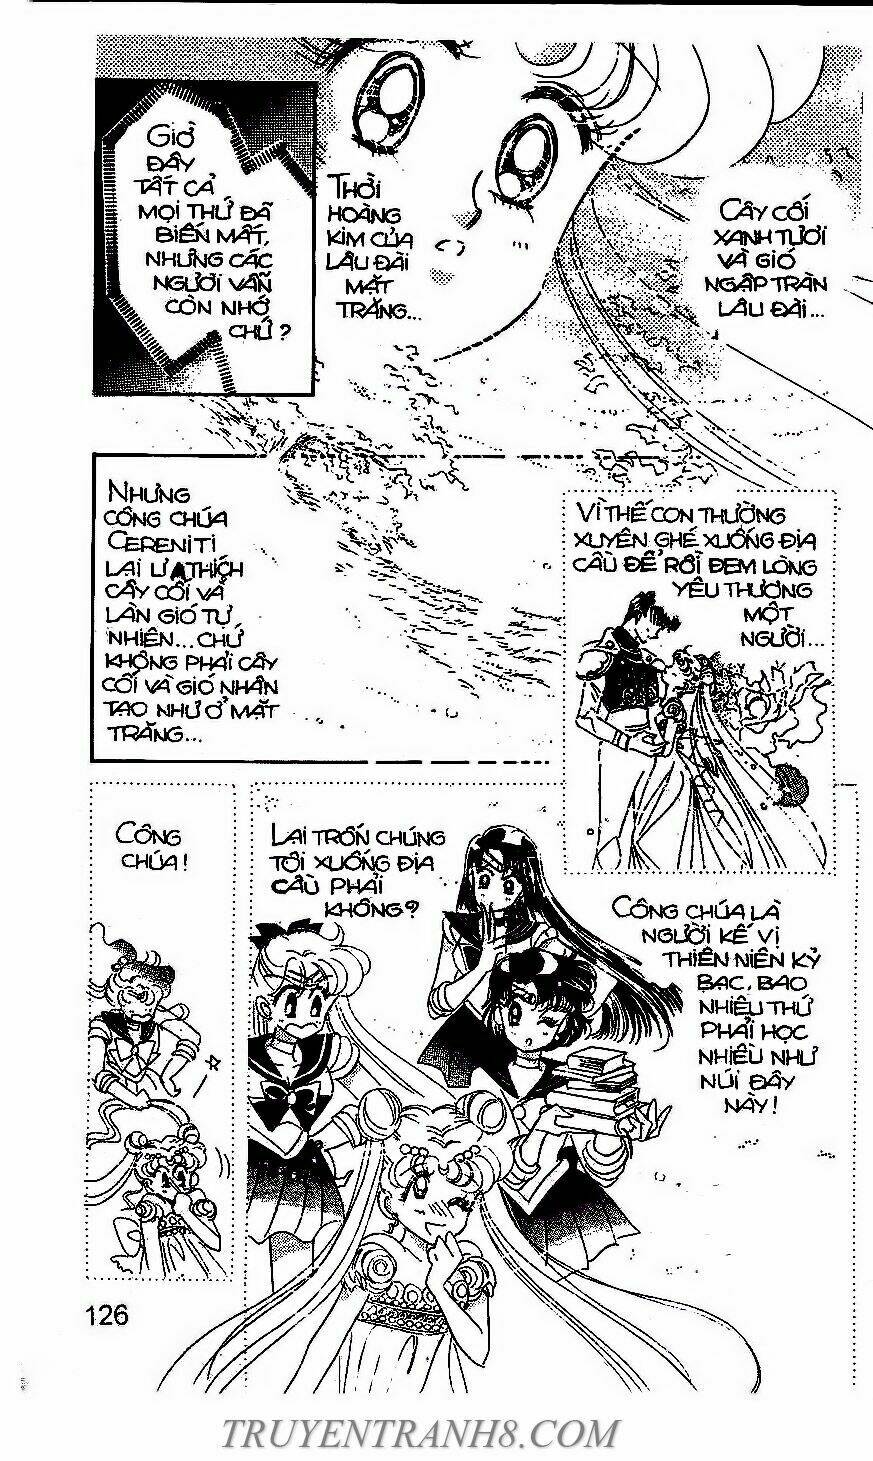 GIỜ
ĐÂY
TẤT CẢ
MỌI THỨ ĐÃ
BIẾN MẤT,
NHƯNG CÁC
NGƯỜI VẪN
CÒN NHỚ
CHỨ?
THỜI
HOÀNG
KIM CỦA
LÂU ĐÀI
MẶT
TRĂNG...
CÂY CỐI
XANH TƯƠI
VÀ GIÓ
NGẬP TRÀN
LÂU ĐÀI...
NHƯNG
CÔNG CHÚA
CERENITI
LẠI ƯA THÍCH
CÂY CỐI VÀ
LÀN GIÓ TỰ
NHIÊN... CHỨ
KHÔNG PHẢI CÂY
CỐI VÀ GIÓ NHÂN
TẠO NHƯ Ở MẶT
TRĂNG...
VÌ THẾ CON THƯỜNG
XUYÊN GHÉ XUỐNG ĐỊA
CẦU ĐỂ RỒI ĐEM LÒNG
YÊU THƯƠNG
MỘT
NGƯỜI...
CÔNG
CHÚA!
LẠI TRỐN CHÚNG
TÔI XUỐNG ĐỊA
CẦU PHẢI
KHÔNG?
CÔNG CHÚA LÀ
NGƯỜI KẾ VỊ
THIÊN NIÊN KỶ
BẠC, BAO
NHIÊU THỨ
PHẢI HỌC
NHIỀU NHƯ
NÚI ĐÂY
NÀY!
126
TRUYENTRANH8.COM